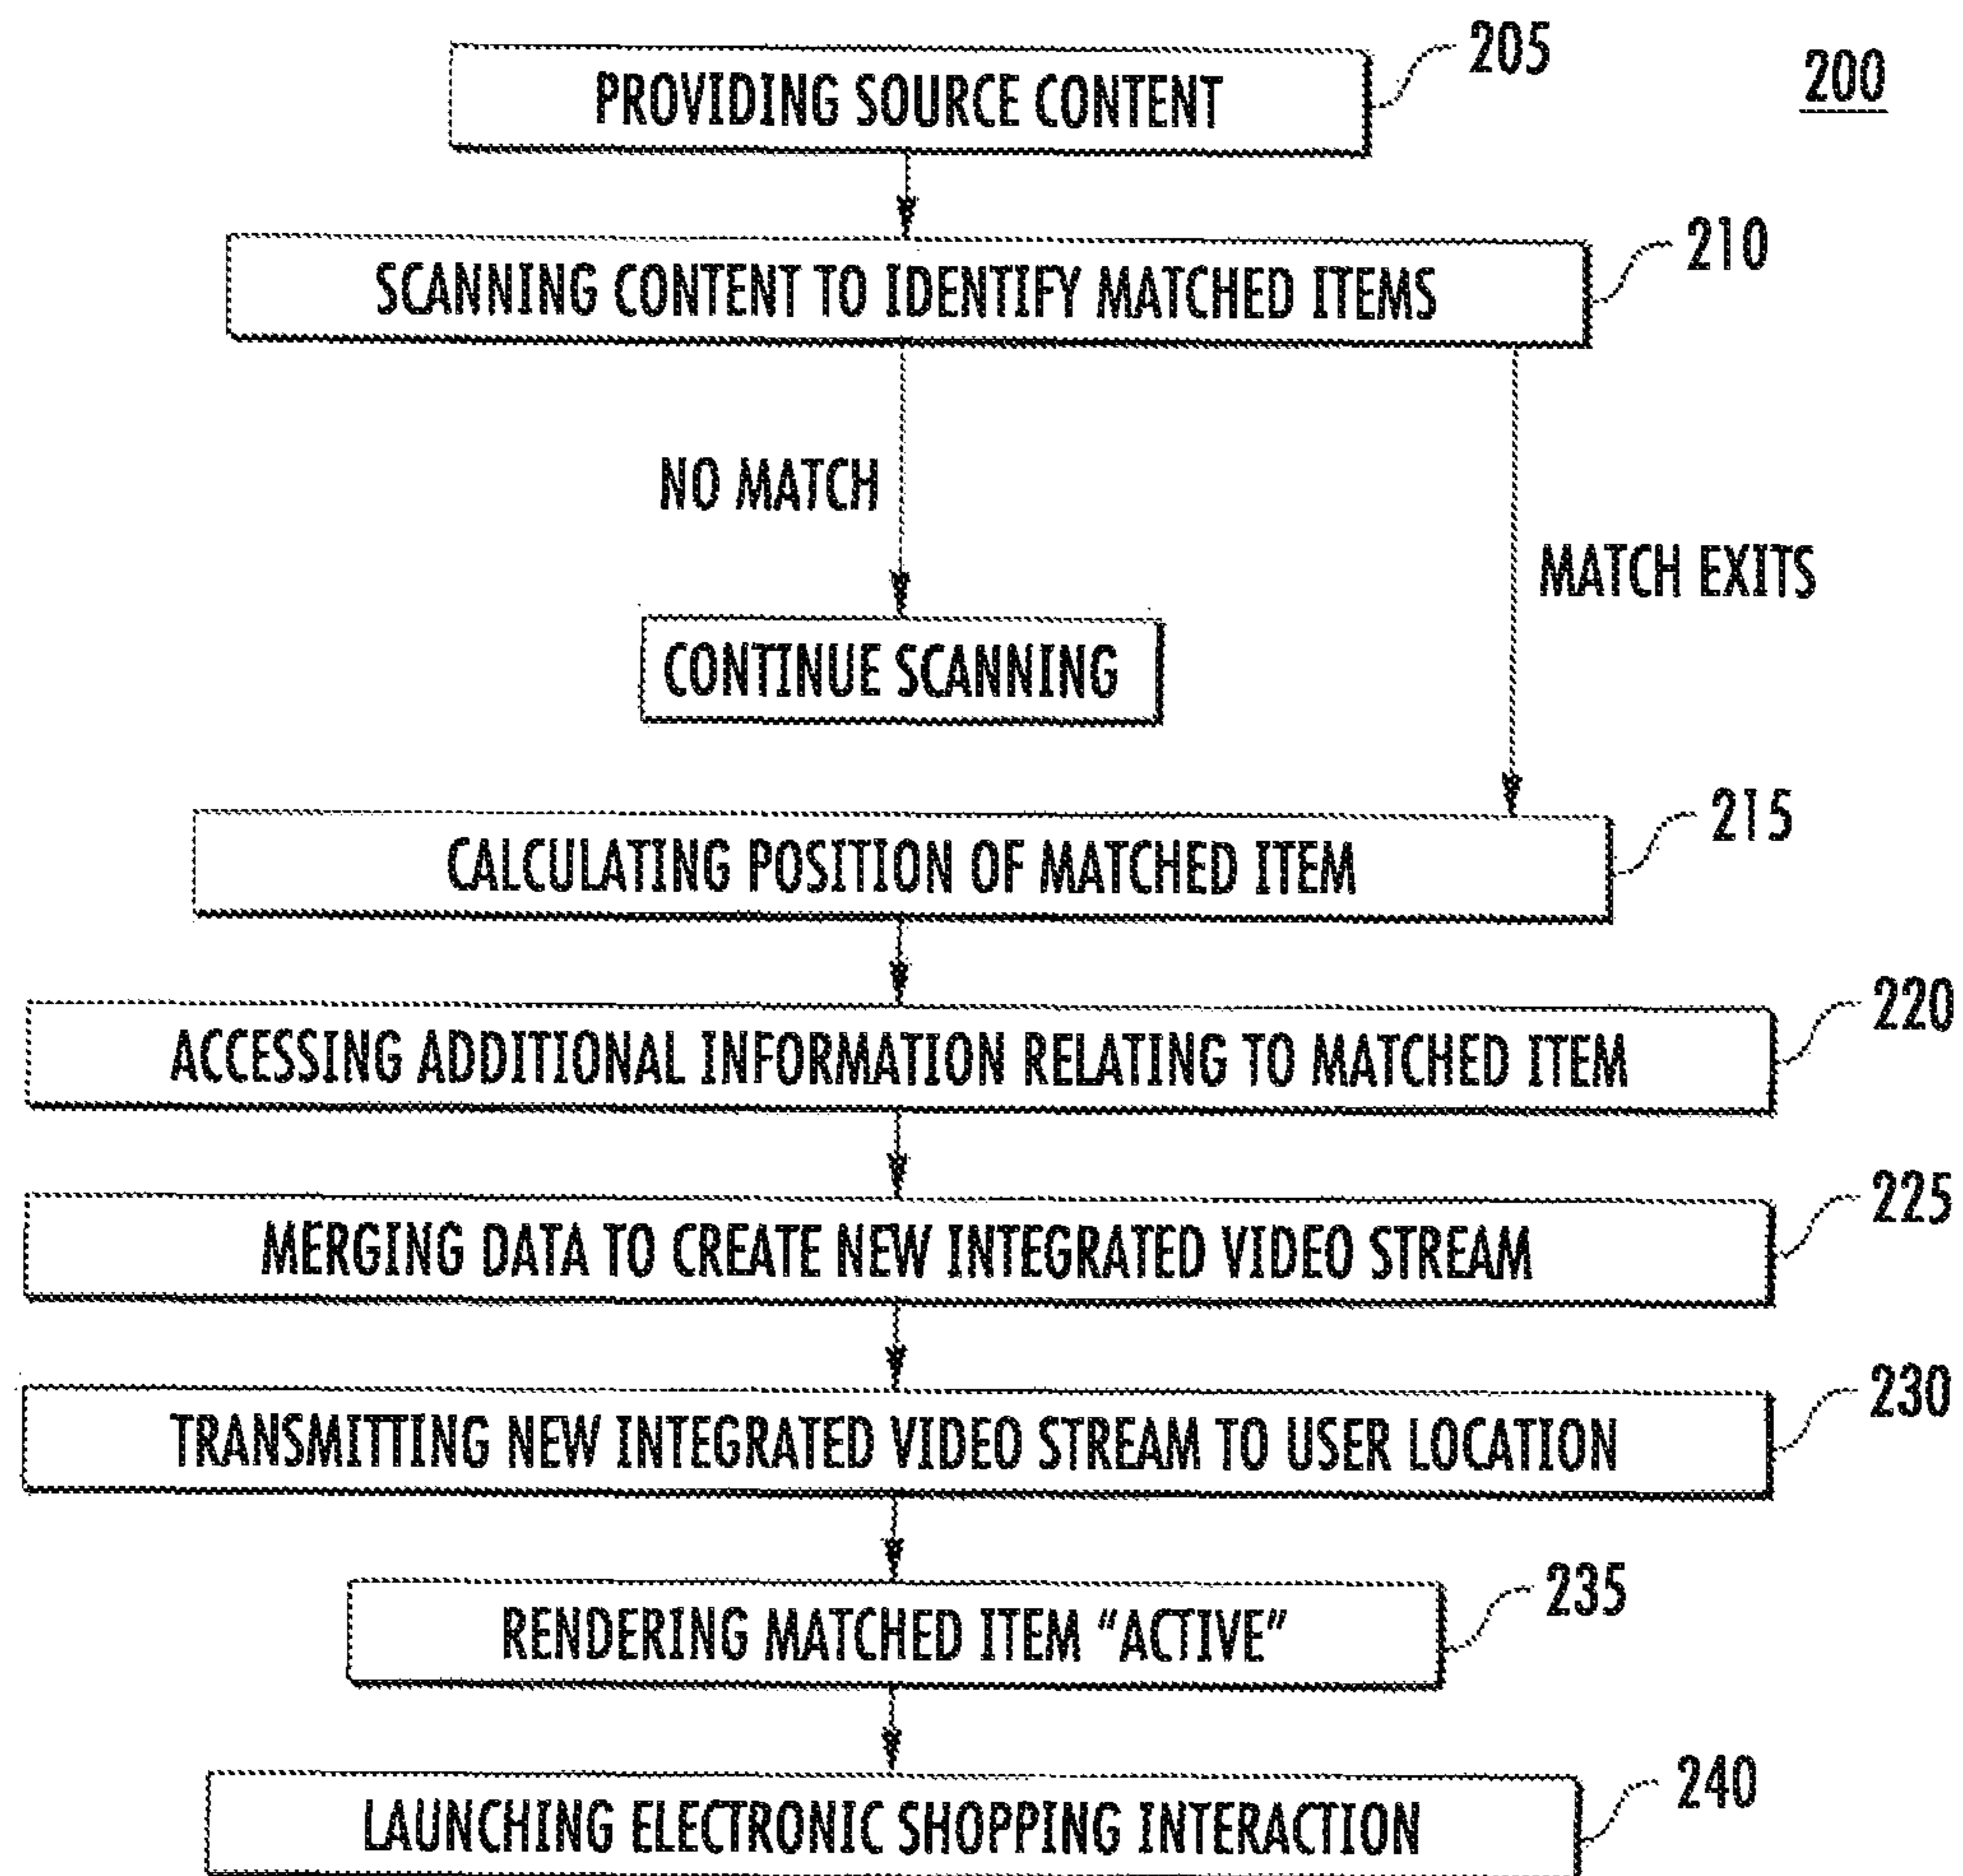 PROVIDING SOURCE CONTENT
205
200
SCANNING CONTENT TO IDENTIFY MATCHED ITEMS
210
NO MATCH
MATCH EXITS
CONTINUE SCANNING
CALCULATING POSITION OF MATCHED ITEM
215
ACCESSING ADDITIONAL INFORMATION RELATING TO MATCHED ITEM
220
MERGING DATA TO CREATE NEW INTEGRATED VIDEO STREAM
225
TRANSMITTING NEW INTEGRATED VIDEO STREAM TO USER LOCATION
230
RENDERING MATCHED ITEM "ACTIVE"
235
LAUNCHING ELECTRONIC SHOPPING INTERACTION
240